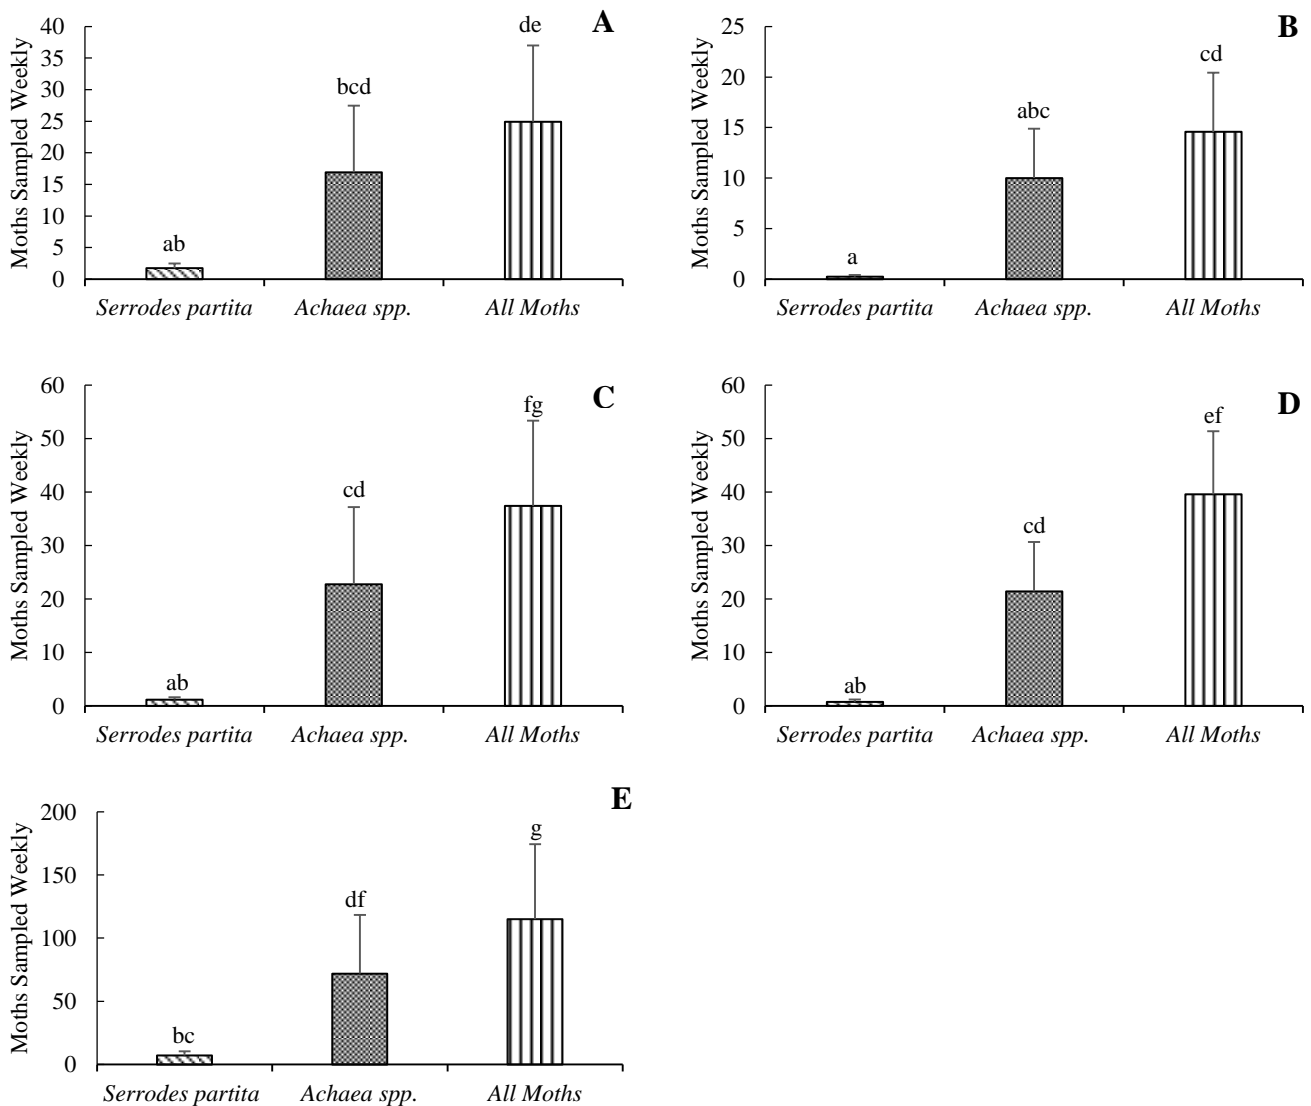 A
Moths Sampled Weekly
40
35
30
25
20
15
10
5
0
ab
bcd
de
Serrodes partita
Achaea spp.
All Moths
B
Moths Sampled Weekly
25
20
15
10
5
0
a
abc
cd
Serrodes partita
Achaea spp.
All Moths
C
Moths Sampled Weekly
60
50
40
30
20
10
0
ab
cd
fg
Serrodes partita
Achaea spp.
All Moths
D
Moths Sampled Weekly
60
50
40
30
20
10
0
ab
cd
ef
Serrodes partita
Achaea spp.
All Moths
E
Moths Sampled Weekly
200
150
100
50
0
bc
df
g
Serrodes partita
Achaea spp.
All Moths